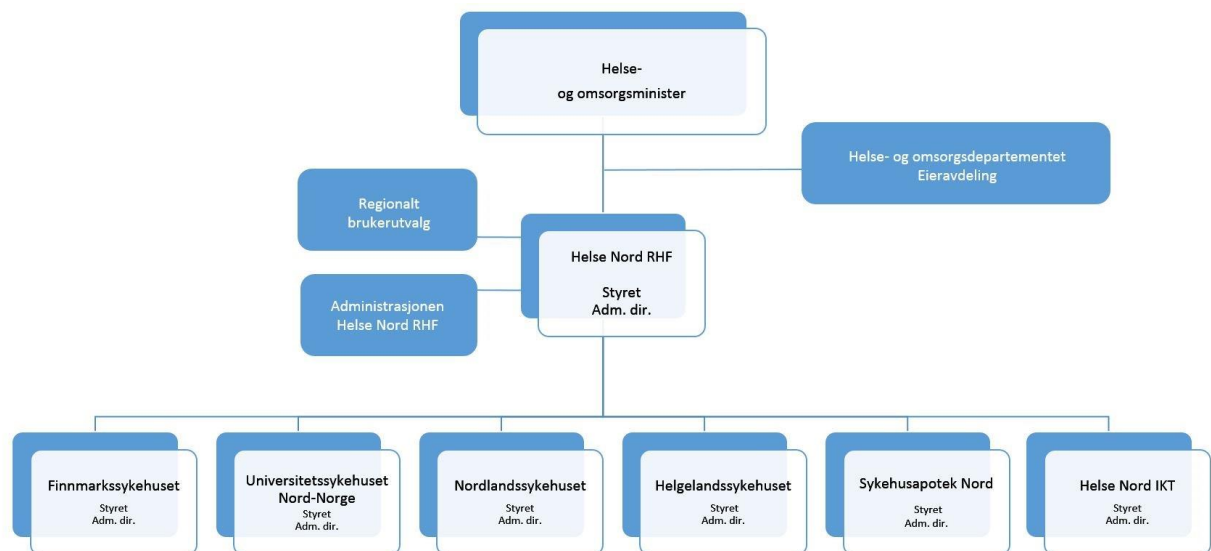 Helse-
og omsorgsminister
Helse- og omsorgsdepartementet
Eieravdeling
Regionalt
brukerutvalg
Helse Nord RHF
Styret
Adm. dir.
Administrasjonen
Helse Nord RHF
Finnmarkssykehuset
Styret
Adm. dir.
Universitetssykehuset
Nord-Norge
Styret
Adm. dir.
Nordlandssykehuset
Styret
Adm. dir.
Helgelandssykehuset
Styret
Adm. dir.
Sykehusapotek Nord
Styret
Adm. dir.
Helse Nord IKT
Styret
Adm. dir.